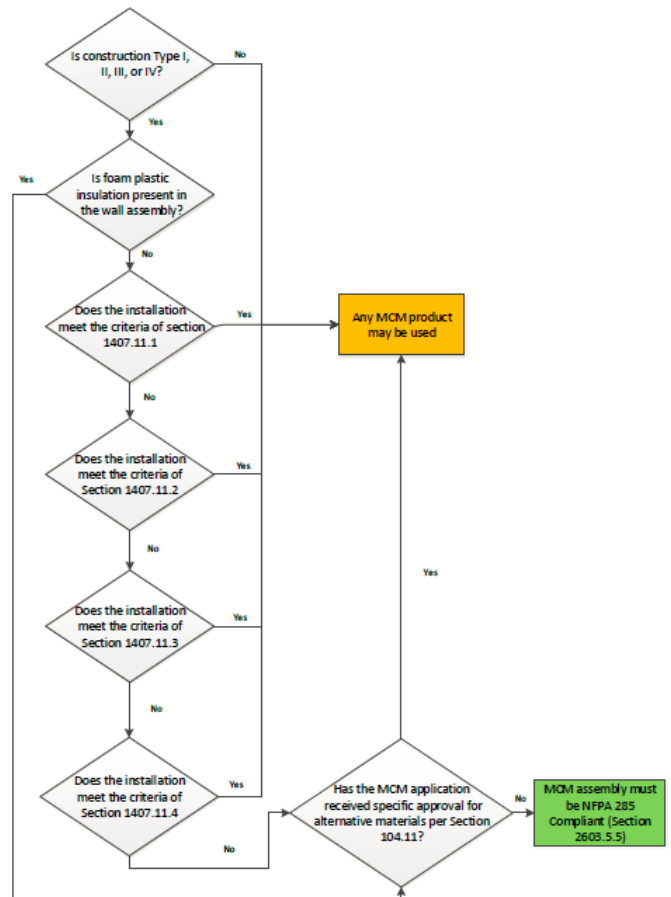 Is construction Type I,
II, III, or IV?
No
Yes
Yes
Is foam plastic
insulation present in
the wall assembly?
No
Does the installation
meet the criteria of section
1407.11.1
Yes
Any MCM product
may be used
No
Does the installation
meet the criteria of
Section 1407.11.2
Yes
No
Yes
Does the installation
meet the criteria of
Section 1407.11.3
Yes
No
Does the installation
meet the criteria of
Section 1407.11.4
Yes
No
Has the MCM application
received specific approval for
alternative materials per Section
104.11?
No
MCM assembly must
be NFPA 285
Compliant (Section
2603.5.5)